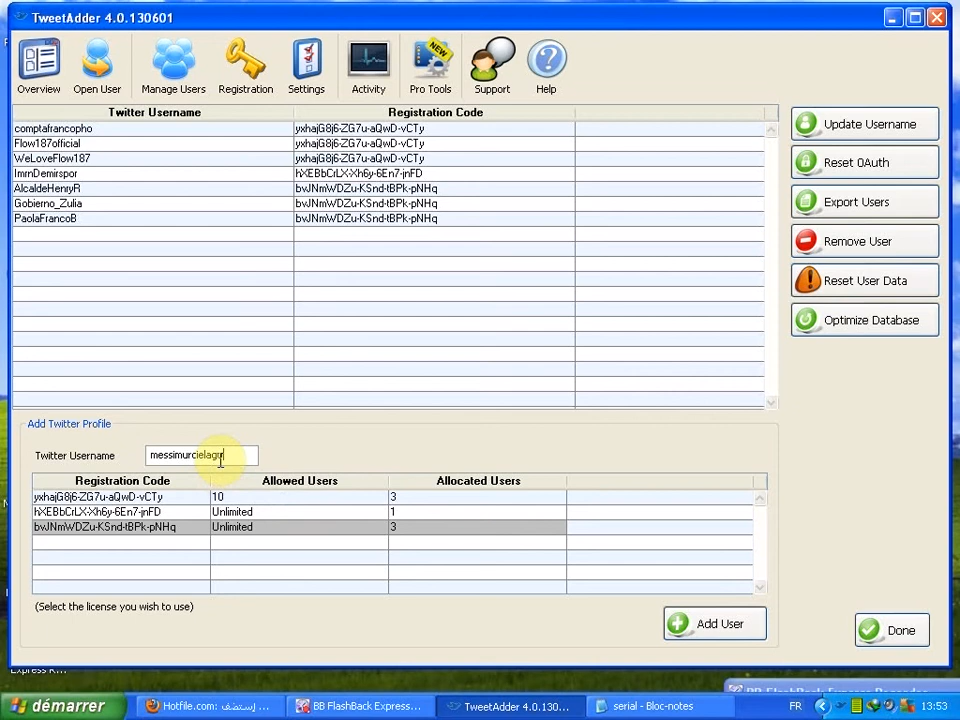 TweetAdder 4.0.130601
Overview
Open User
Manage Users
Registration
Settings
Activity
NEW
Pro Tools
Support
Help
Twitter Username
Registration Code
comptafrancopho
yxhajG8j6-ZG7u-aQwD-vCTy
Flow187official
yxhajG8j6-ZG7u-aQwD-vCTy
WeLoveFlow187
yxhajG8j6-ZG7u-aQwD-vCTy
ImrnDemirspor
hXEBbCrLX-Xh6y-6En7-jnFD
AlcaldeHenryR
bwJNmWDZu-KSnd-tBPk-pNHq
Gobierno_Zulia
bwJNmWDZu-KSnd-tBPk-pNHq
PaolaFrancoB
bwJNmWDZu-KSnd-tBPk-pNHq
Update Username
Reset OAuth
Export Users
Remove User
Reset User Data
Optimize Database
Add Twitter Profile
Twitter Username
messimurcielagu
Registration Code
Allowed Users
Allocated Users
yxhajG8j6-ZG7u-aQwD-vCTy
10
3
hXEBbCrLX-Xh6y-6En7-jnFD
Unlimited
1
bwJNmWDZu-KSnd-tBPk-pNHq
Unlimited
3
(Select the license you wish to use)
Add User
Done
démarrer
Hotfile.com:
BB FlashBack Express...
TweetAdder 4.0.130...
serial - Bloc-notes
FR
13:53